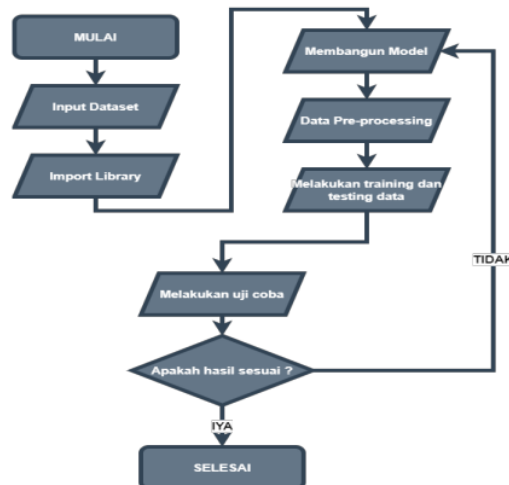 MULAI
Input Dataset
Import Library
Membangun Model
Data Pre-processing
Melakukan training dan
testing data
Melakukan uji coba
Apakah hasil sesuai ?
TIDAK
IYA
SELESAI